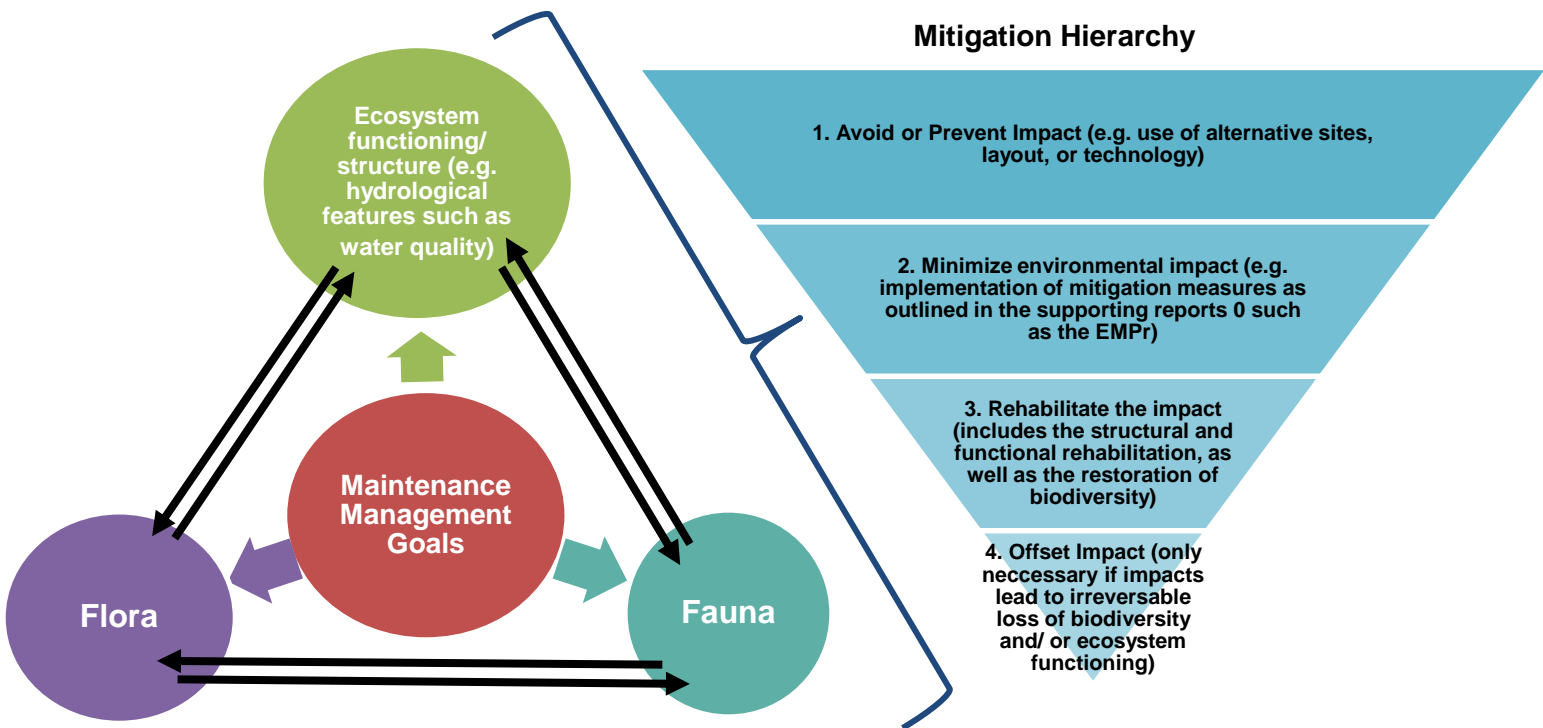 Mitigation Hierarchy
Ecosystem
functioning/
structure (e.g.
hydrological
features such as
water quality)
Maintenance
Management
Goals
Flora
Fauna
1. Avoid or Prevent Impact (e.g. use of alternative sites,
layout, or technology)
2. Minimize environmental impact (e.g.
implementation of mitigation measures as
outlined in the supporting reports 0 such
as the EMPr)
3. Rehabilitate the impact
(includes the structural and
functional rehabilitation, as
well as the restoration of
biodiversity)
4. Offset Impact (only
neccessary if impacts
lead to irreversable
loss of biodiversity
and/ or ecosystem
functioning)